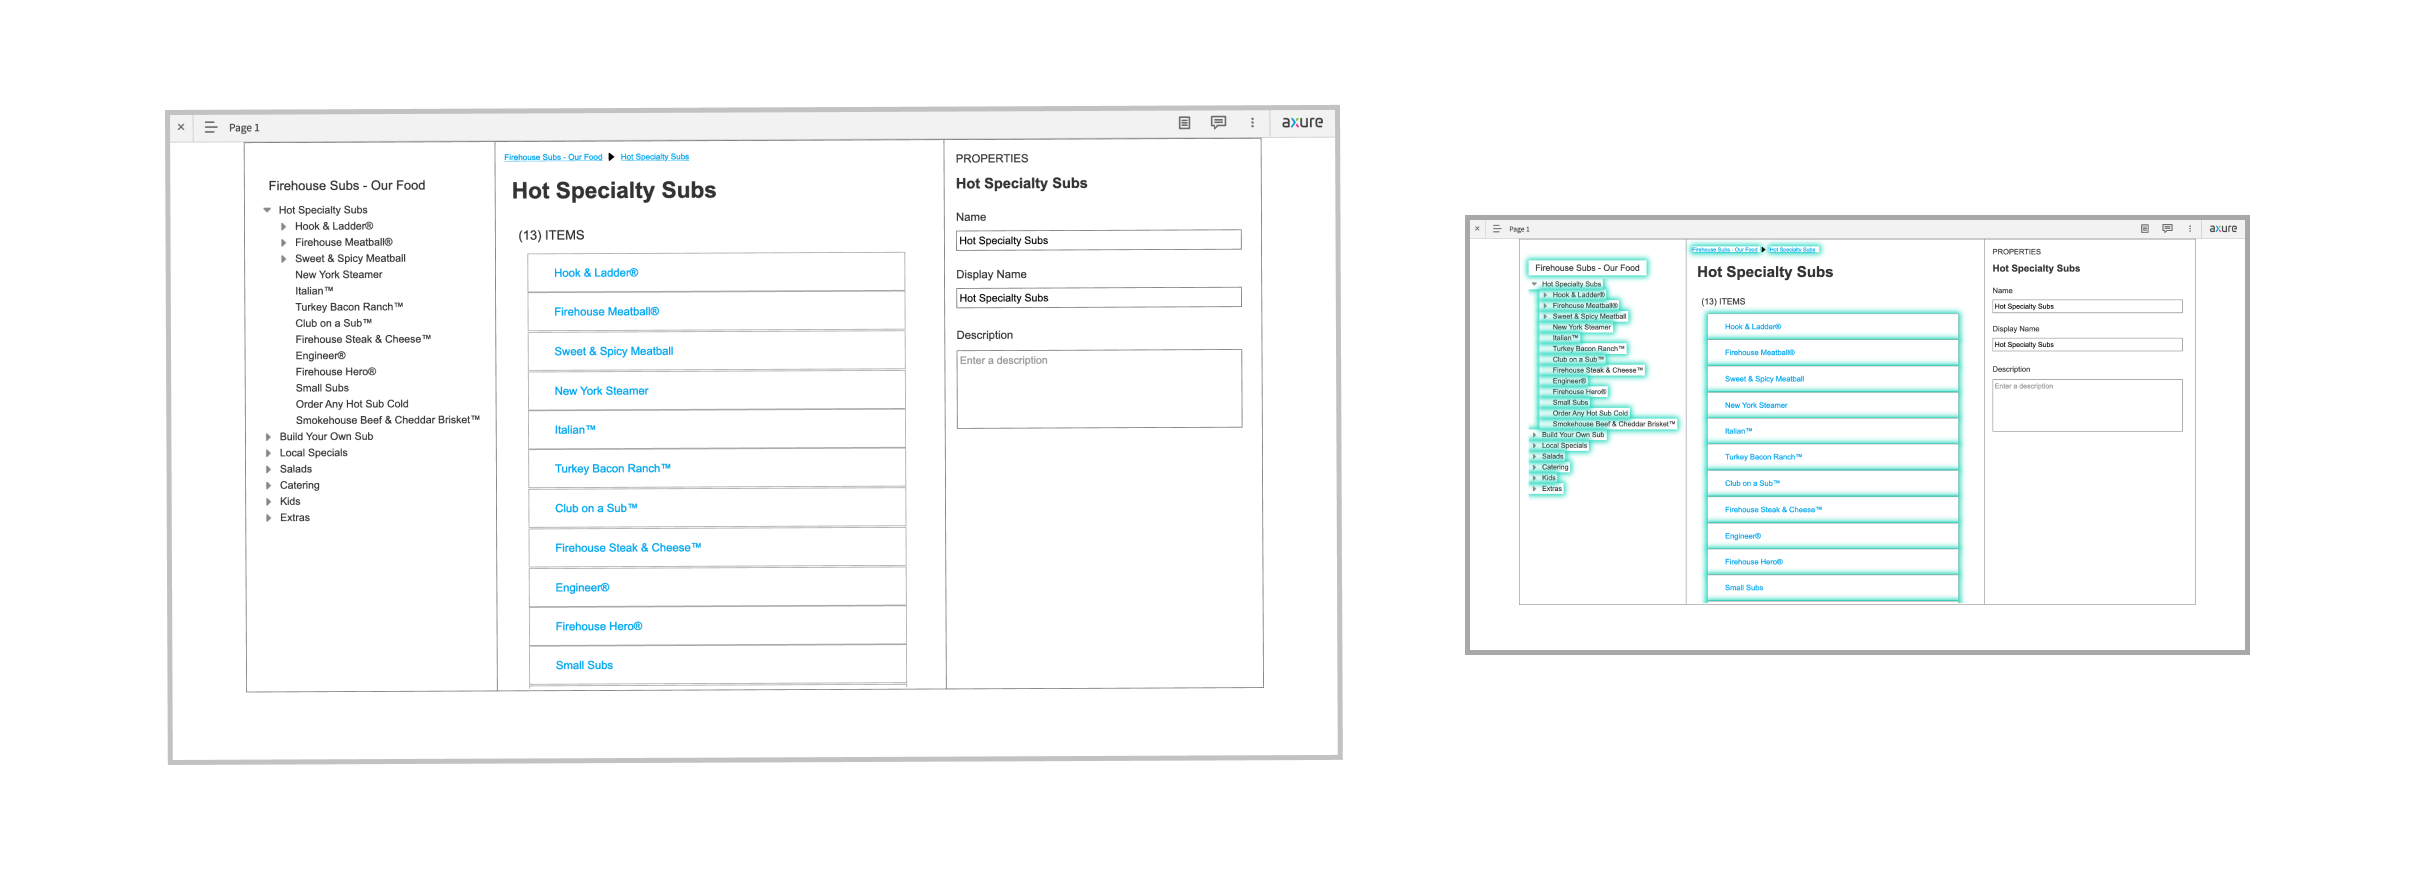 Page 1
axure
Firehouse Subs - Our Food
Hot Specialty Subs
Hook & Ladder®
Firehouse Meatball®
Sweet & Spicy Meatball
New York Steamer
Italian™
Turkey Bacon Ranch™
Club on a Sub™
Firehouse Steak & Cheese™
Engineer®
Firehouse Hero®
Small Subs
Order Any Hot Sub Cold
Smokehouse Beef & Cheddar Brisket™
Build Your Own Sub
Local Specials
Salads
Catering
Kids
Extras
Firehouse Subs - Our Food Hot Specialty Subs
Hot Specialty Subs
(13) ITEMS
Hook & Ladder®
Firehouse Meatball®
Sweet & Spicy Meatball
New York Steamer
Italian™
Turkey Bacon Ranch™
Club on a Sub™
Firehouse Steak & Cheese™
Engineer®
Firehouse Hero®
Small Subs
PROPERTIES
Hot Specialty Subs
Name
Hot Specialty Subs
Display Name
Hot Specialty Subs
Description
Enter a description
Page 1
axure
Firehouse Subs - Our Food
Hot Specialty Subs
Hook & Ladder®
Firehouse Meatball®
Sweet & Spicy Meatball
New York Steamer
Italian™
Turkey Bacon Ranch™
Club on a Sub™
Firehouse Steak & Cheese™
Engineer®
Firehouse Hero®
Small Subs
Order Any Hot Sub Cold
Smokehouse Beef & Cheddar Brisket™
Build Your Own Sub
Local Specials
Salads
Catering
Kids
Extras
Firehouse Subs - Our Food Hot Specialty Subs
Hot Specialty Subs
(13) ITEMS
Hook & Ladder®
Firehouse Meatball®
Sweet & Spicy Meatball
New York Steamer
Italian™
Turkey Bacon Ranch™
Club on a Sub™
Firehouse Steak & Cheese™
Engineer®
Firehouse Hero®
Small Subs
PROPERTIES
Hot Specialty Subs
Name
Hot Specialty Subs
Display Name
Hot Specialty Subs
Description
Enter a description